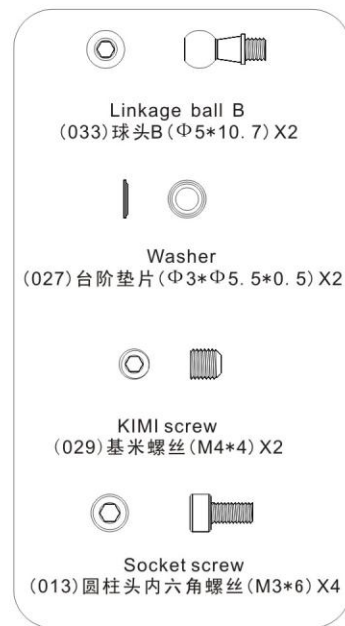 Linkage ball B
(033)球头B(Φ5*10.7)X2
Washer
(027)台阶垫片(Φ3*Φ5.5*0.5)X2
KIMI screw
(029)基米螺丝(M4*4)X2
Socket screw
(013)圆柱头内六角螺丝(M3*6)X4